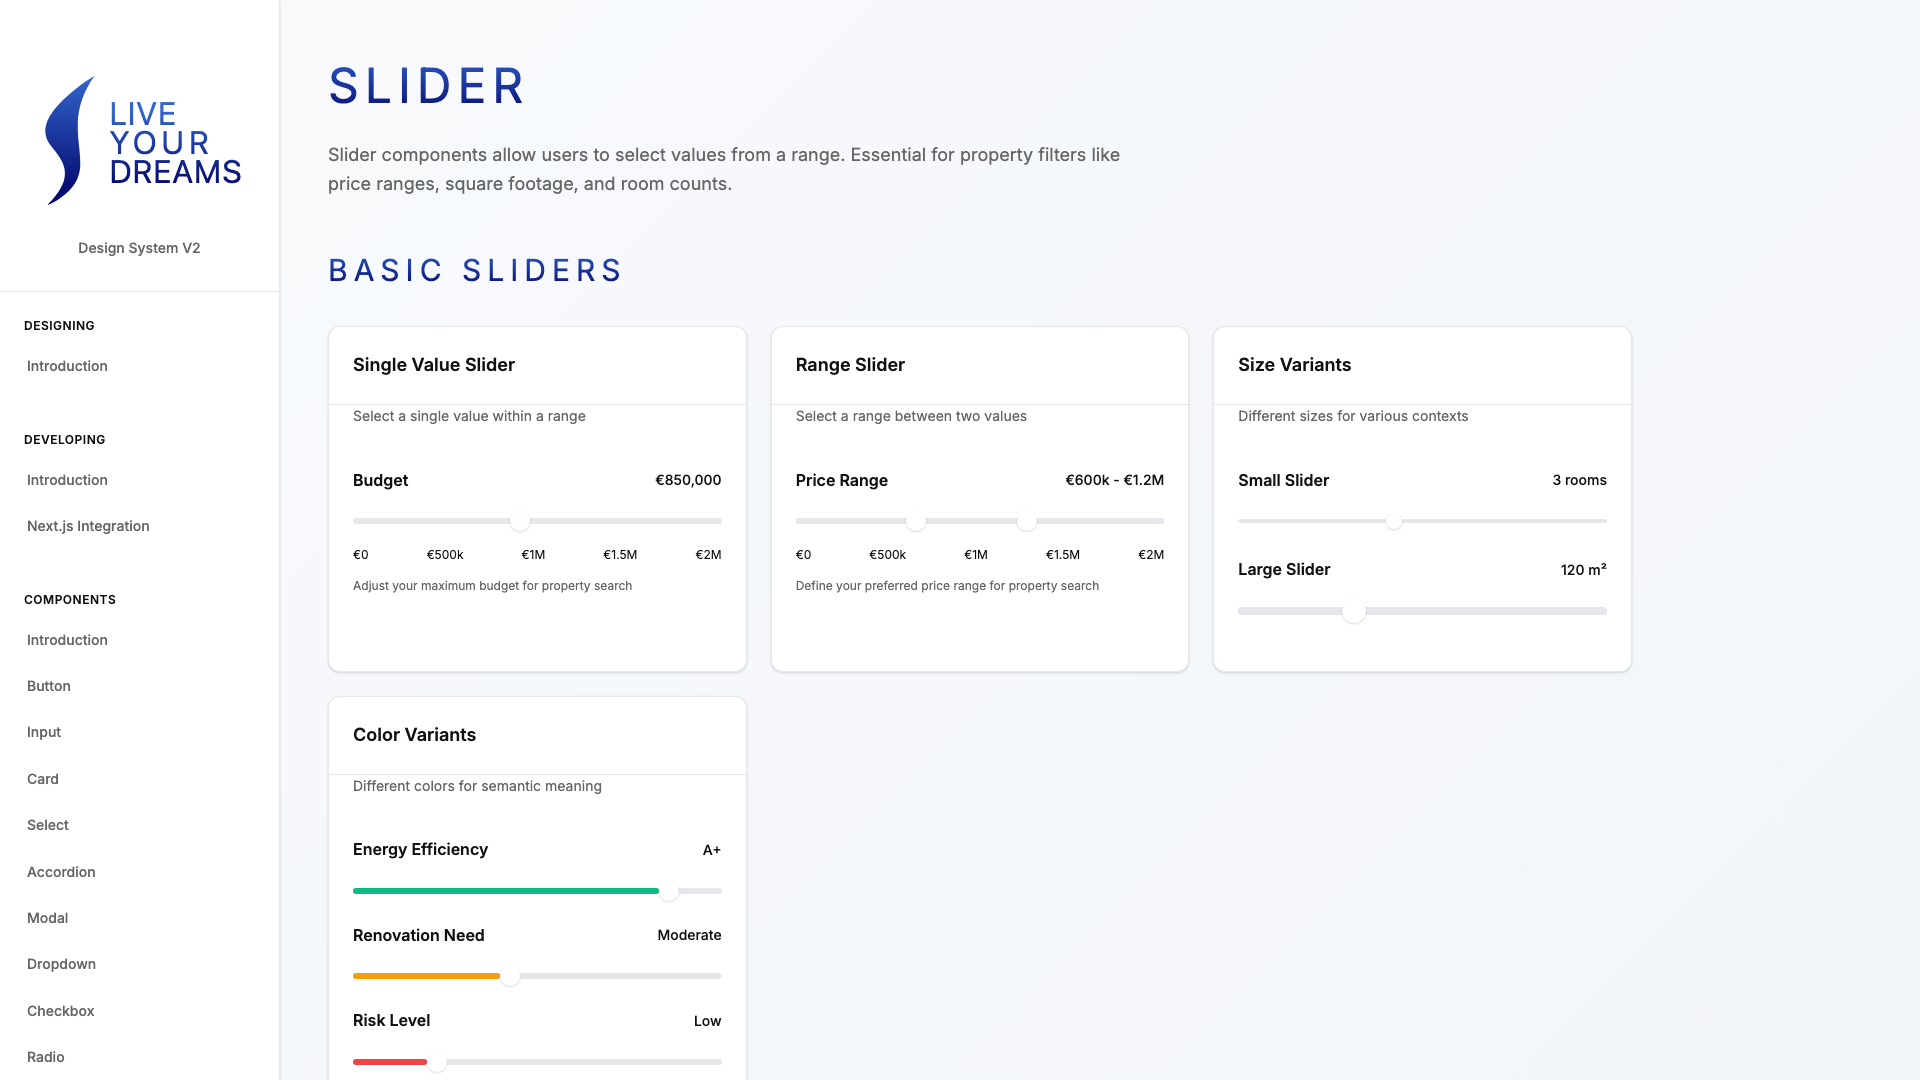 LIVE
YOUR
DREAMS
Design System V2
DESIGNING
Introduction
DEVELOPING
Introduction
Next.js Integration
COMPONENTS
Introduction
Button
Input
Card
Select
Accordion
Modal
Dropdown
Checkbox
Radio
SLIDER
Slider components allow users to select values from a range. Essential for property filters like
price ranges, square footage, and room counts.
BASIC SLIDERS
Single Value Slider
Select a single value within a range
Budget €850,000
€0 €500k €1M €1.5M €2M
Adjust your maximum budget for property search
Range Slider
Select a range between two values
Price Range €600k - €1.2M
€0 €500k €1M €1.5M €2M
Define your preferred price range for property search
Size Variants
Different sizes for various contexts
Small Slider 3 rooms
Large Slider 120 m²
Color Variants
Different colors for semantic meaning
Energy Efficiency A+
Renovation Need Moderate
Risk Level Low